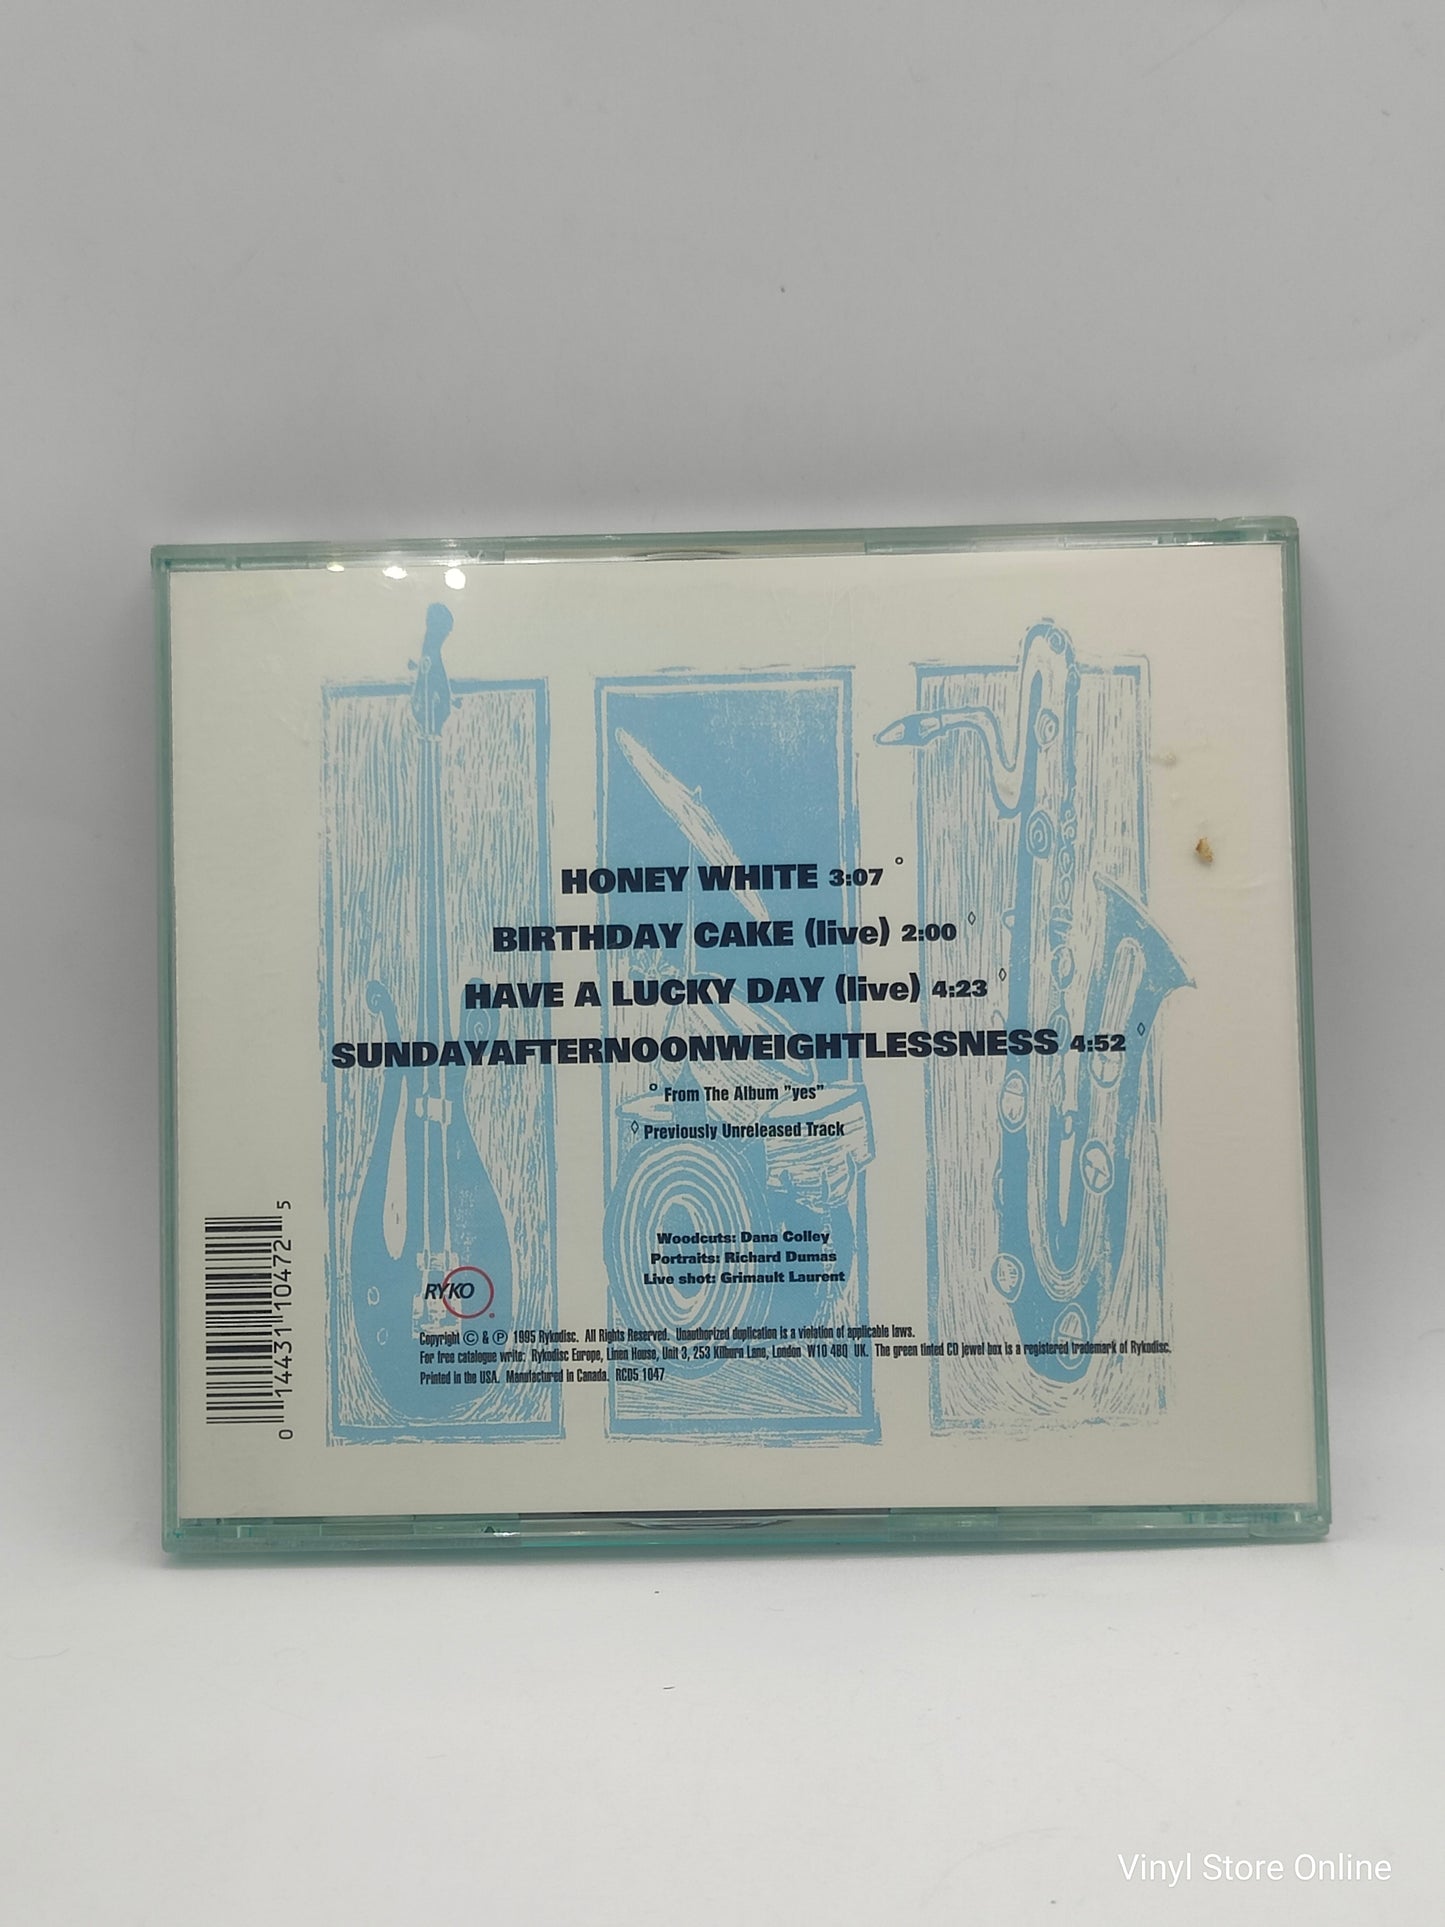 HONEY WHITE 3:07 °
BIRTHDAY CAKE (live) 2:00 ◊
HAVE A LUCKY DAY (live) 4:23 ◊
SUNDAYAFTERNOONWEIGHTLESSNESS 4:52 ◊
° From The Album "yes"
◊ Previously Unreleased Track
Woodcuts: Dana Colley
Portraits: Richard Dumas
Live shot: Grimault Laurent
RYKO
Copyright © & ℗ 1995 Rykodisc. All Rights Reserved. Unauthorized duplication is a violation of applicable laws.
For free catalogue write: Rykodisc Europe, Linen House, Unit 3, 253 Kilburn Lane, London W10 4BQ UK. The green tinted CD jewel box is a registered trademark of Rykodisc.
Printed in the USA. Manufactured in Canada. RCD5 1047
0 14431 10472 5
Vinyl Store Online